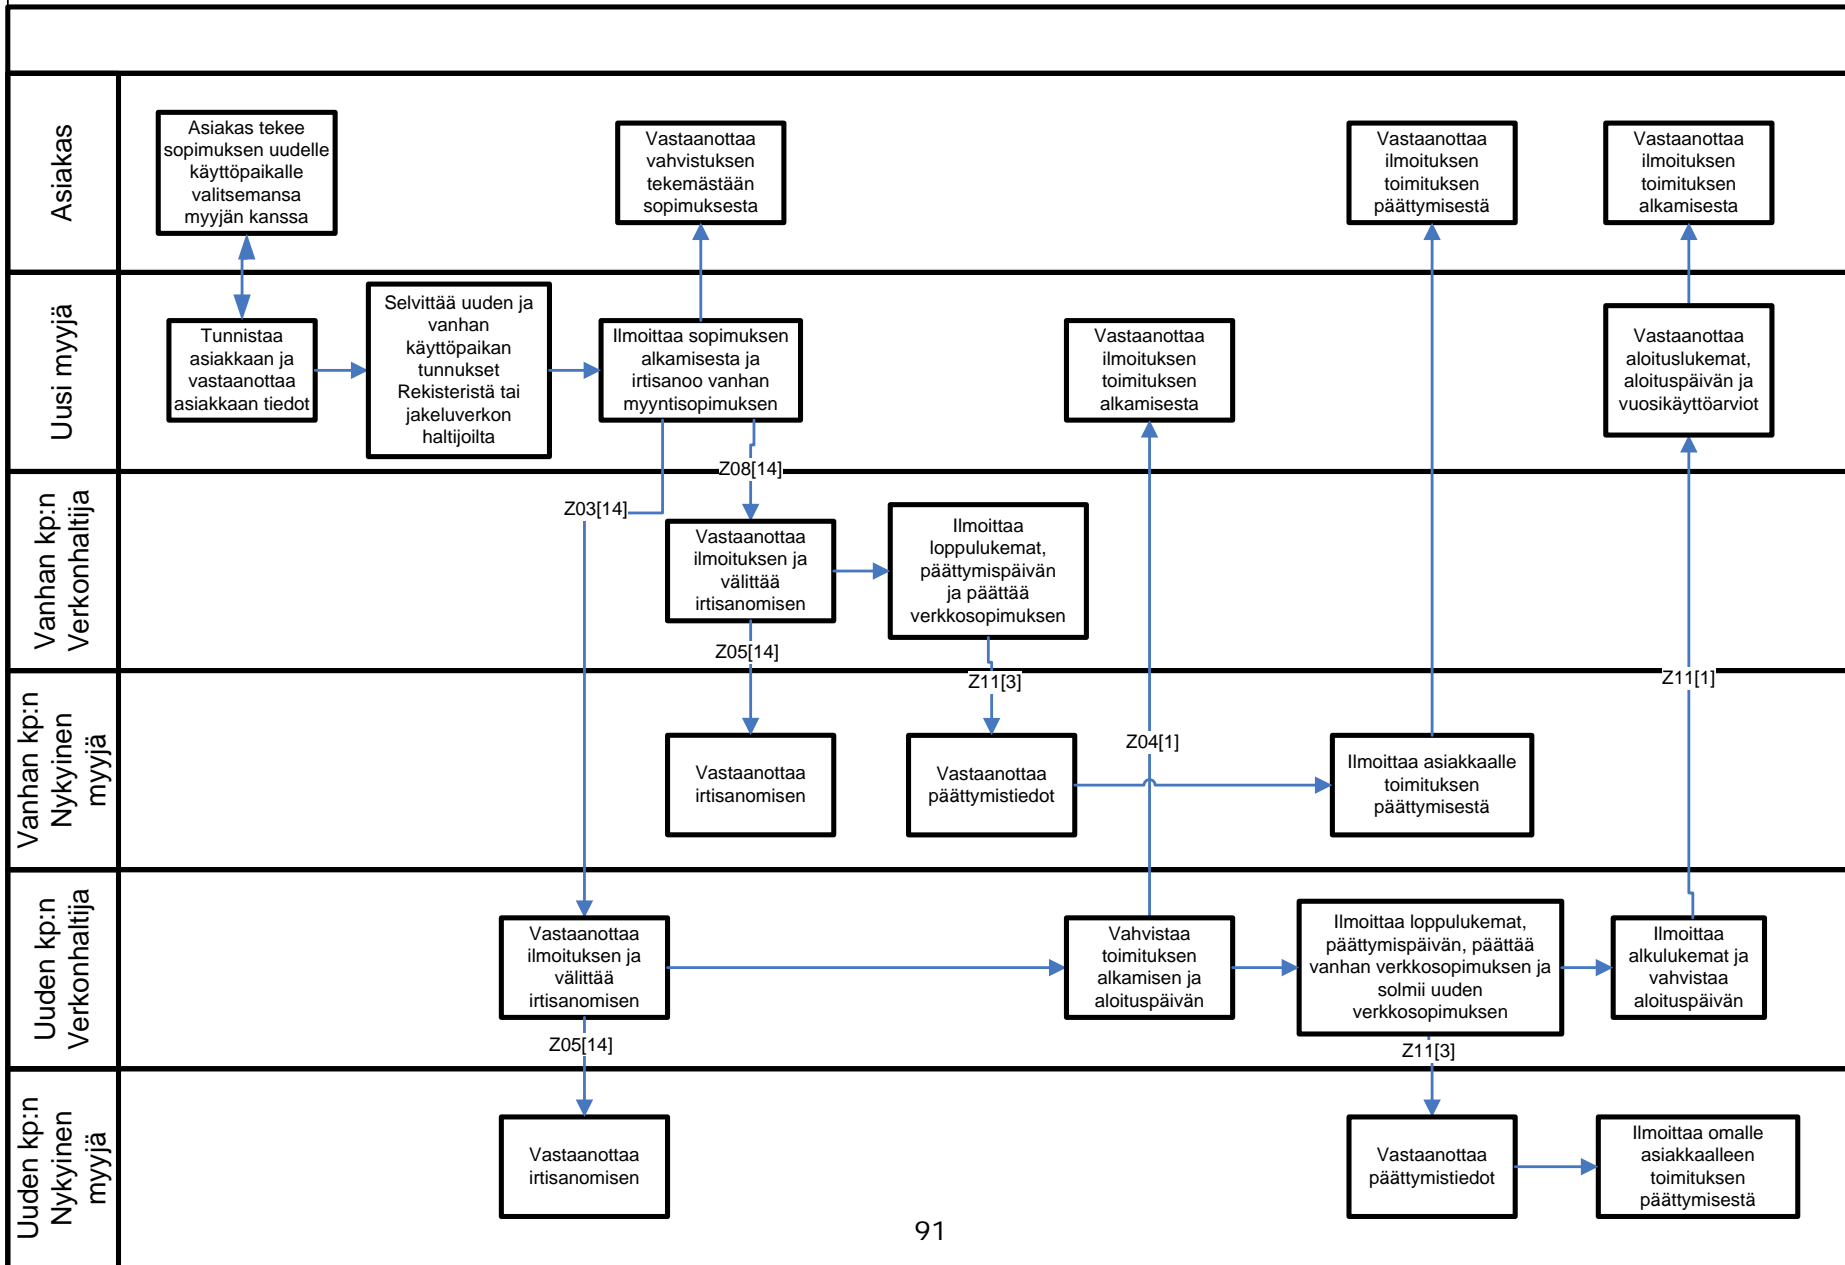 Asiakas
Asiakas tekee
sopimuksen uudelle
käyttöpaikalle
valitsemansa
myyjän kanssa
Vastaanottaa
vahvistuksen
tekemästään
sopimuksesta
Vastaanottaa
ilmoituksen
toimituksen
päättymisestä
Vastaanottaa
ilmoituksen
toimituksen
alkamisesta
Uusi myyjä
Tunnistaa
asiakkaan ja
vastaanottaa
asiakkaan tiedot
Selvittää uuden ja
vanhan
käyttöpaikan
tunnukset
Rekisteristä tai
jakeluverkon
haltijoilta
Ilmoittaa sopimuksen
alkamisesta ja
irtisanoo vanhan
myyntisopimuksen
Vastaanottaa
ilmoituksen
toimituksen
alkamisesta
Vastaanottaa
aloituslukemat,
aloituspäivän ja
vuosikäyttöarviot
Z08[14]
Vanhan kp:n
Verkonhaltija
Z03[14]
Vastaanottaa
ilmoituksen ja
välittää
irtisanomisen
Ilmoittaa
loppulukemat,
päättymispäivän
ja päättää
verkkosopimuksen
Z05[14]
Z11[3]
Z11[1]
Vanhan kp:n
Nykyinen
myyjä
Vastaanottaa
irtisanomisen
Vastaanottaa
päättymistiedot
Z04[1]
Ilmoittaa asiakkaalle
toimituksen
päättymisestä
Uuden kp:n
Verkonhaltija
Vastaanottaa
ilmoituksen ja
välittää
irtisanomisen
Vahvistaa
toimituksen
alkamisen ja
aloituspäivän
Ilmoittaa loppulukemat,
päättymispäivän, päättää
vanhan verkkosopimuksen ja
solmii uuden
verkkosopimuksen
Ilmoittaa
alkulukemat ja
vahvistaa
aloituspäivän
Z05[14]
Z11[3]
Uuden kp:n
Nykyinen
myyjä
Vastaanottaa
irtisanomisen
Vastaanottaa
päättymistiedot
Ilmoittaa omalle
asiakkaalleen
toimituksen
päättymisestä
91